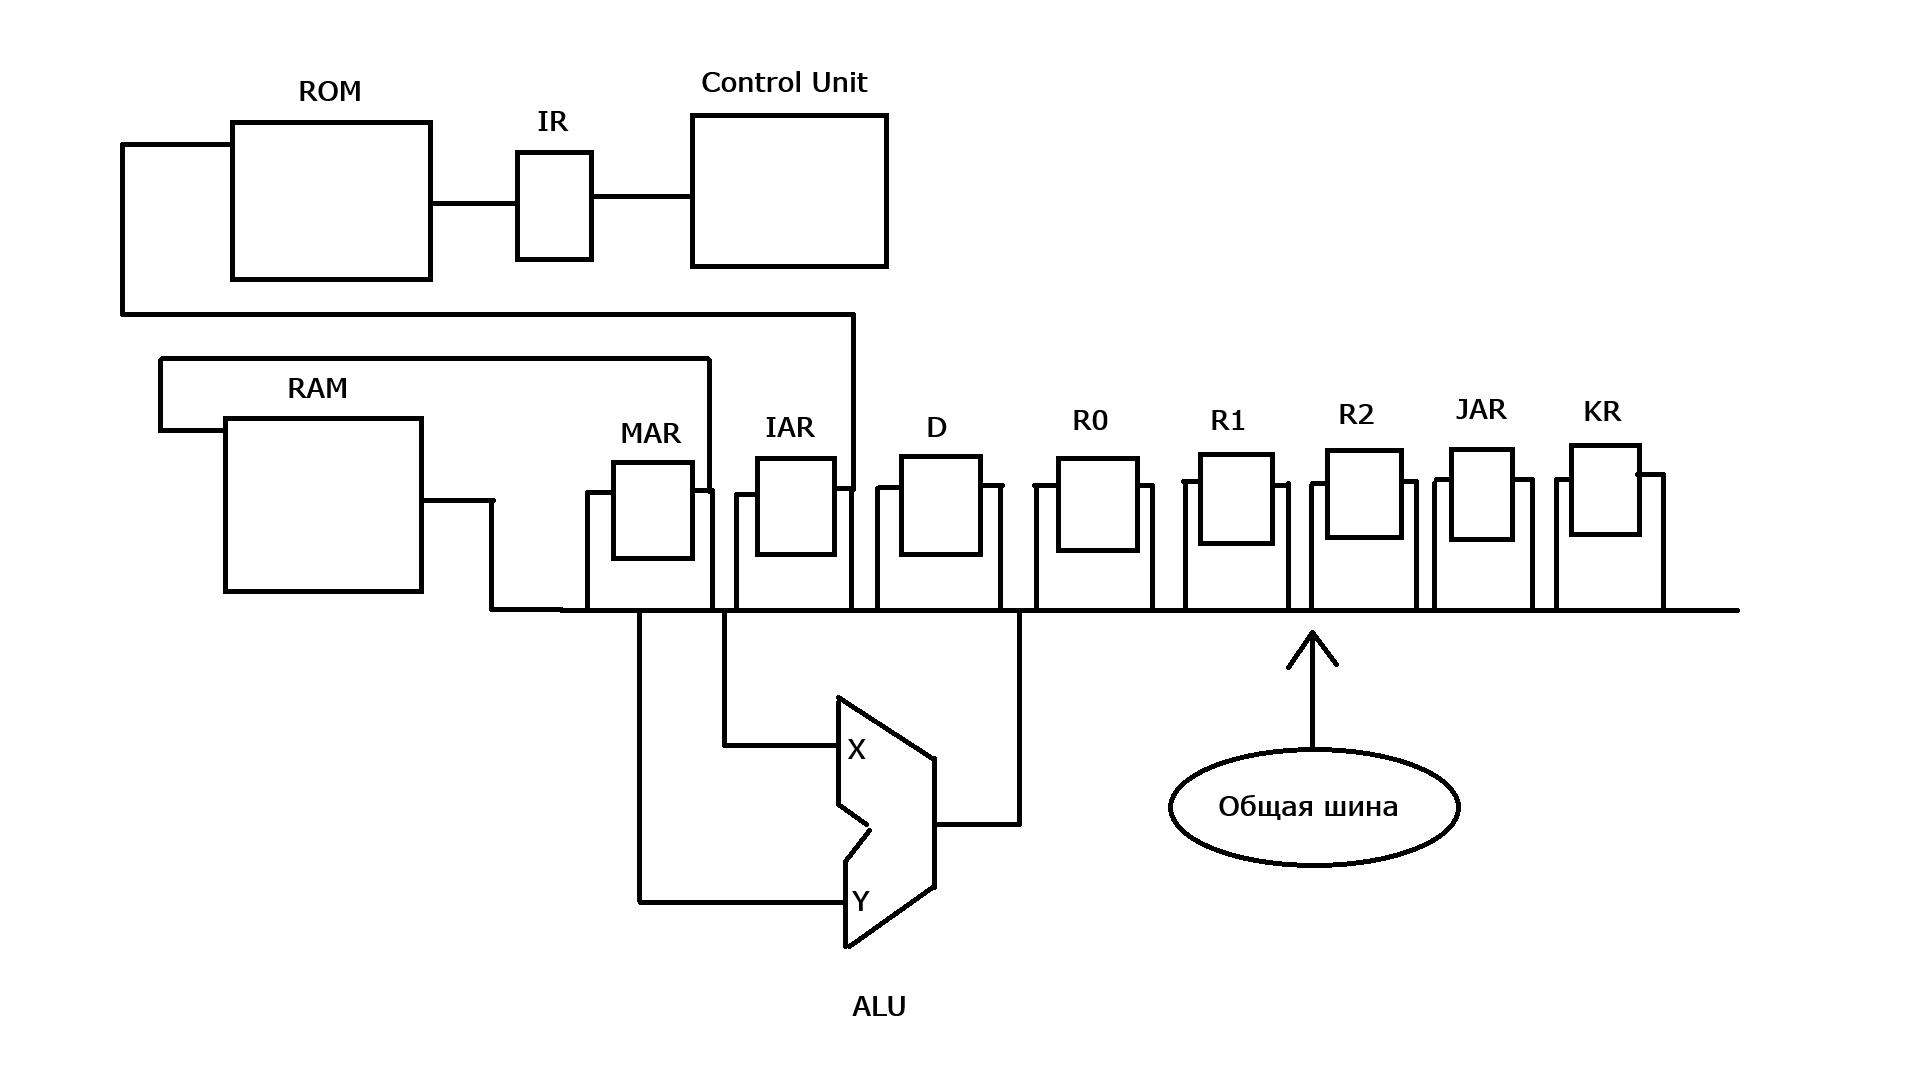 ROM
IR
Control Unit
RAM
MAR
IAR
D
R0
R1
R2
JAR
KR
X
Y
Общая шина
ALU